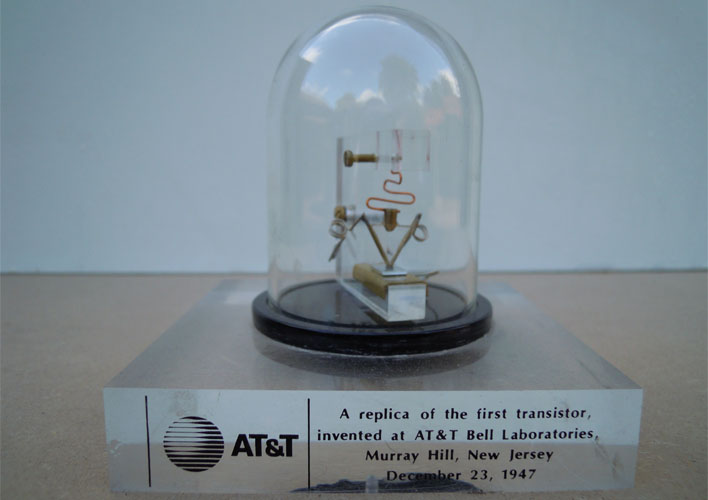 AT&T
A replica of the first transistor,
invented at AT&T Bell Laboratories,
Murray Hill, New Jersey
December 23, 1947